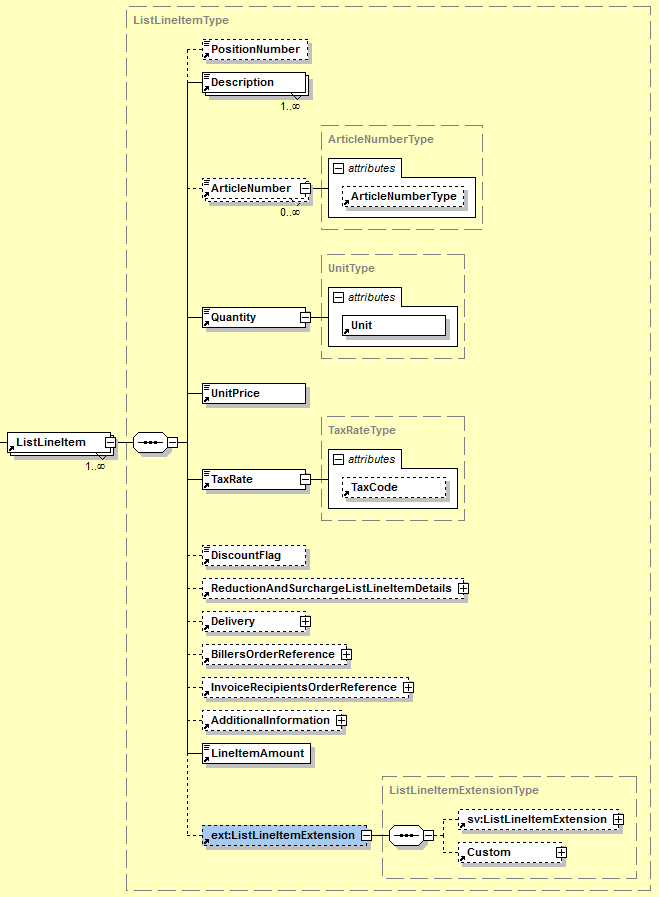 ListLineItemType
PositionNumber
Description
1..∞
ArticleNumberType
attributes
ArticleNumber
ArticleNumberType
0..∞
UnitType
attributes
Quantity
Unit
UnitPrice
ListLineItem
1..∞
TaxRateType
attributes
TaxRate
TaxCode
DiscountFlag
ReductionAndSurchargeListLineItemDetails
Delivery
BillersOrderReference
InvoiceRecipientsOrderReference
AdditionalInformation
LineItemAmount
ListLineItemExtensionType
sv:ListLineItemExtension
ext:ListLineItemExtension
Custom